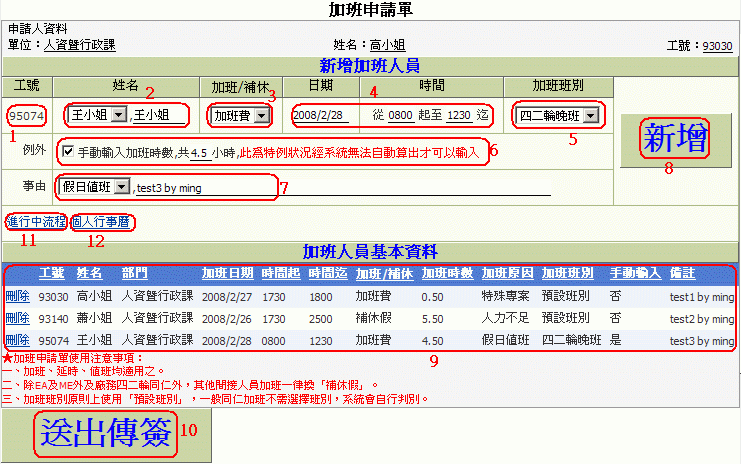 加班申請單
申請人資料
單位：人資暨行政課 姓名：高小姐 工號：93030
新增加班人員
工號 姓名 加班/補休 日期 時間 加班班別
2 3 4
95074 王小姐 ,王小姐 加班費 2008/2/28 從 0800 起至 1230 迄 四二輪晚班 新增
1 5 8
例外 手動輸入加班時數,共 4.5 小時,此為特例狀況經系統無法自動算出才可以輸入 6
事由 假日值班 ,test3 by ming 7
進行中流程 個人行事曆
11 12
加班人員基本資料
工號 姓名 部門 加班日期 時間起 時間迄 加班/補休 加班時數 加班原因 加班班別 手動輸入 備註
刪除 93030 高小姐 人資暨行政課 2008/2/27 1730 1800 加班費 0.50 特殊專案 預設班別 否 test1 by ming
刪除 93140 蕭小姐 人資暨行政課 2008/2/26 1730 2500 補休假 5.50 人力不足 預設班別 否 test2 by ming
刪除 95074 王小姐 人資暨行政課 2008/2/28 0800 1230 加班費 4.50 假日值班 四二輪晚班 是 test3 by ming
9
★加班申請單使用注意事項：
一、加班、延時、值班均適用之。
二、除EA及ME外及廠務四二輪同仁外，其他間接人員加班一律換「補休假」。
三、加班班別原則上使用「預設班別」，一般同仁加班不需選擇班別，系統會自行判別。
送出傳簽 10